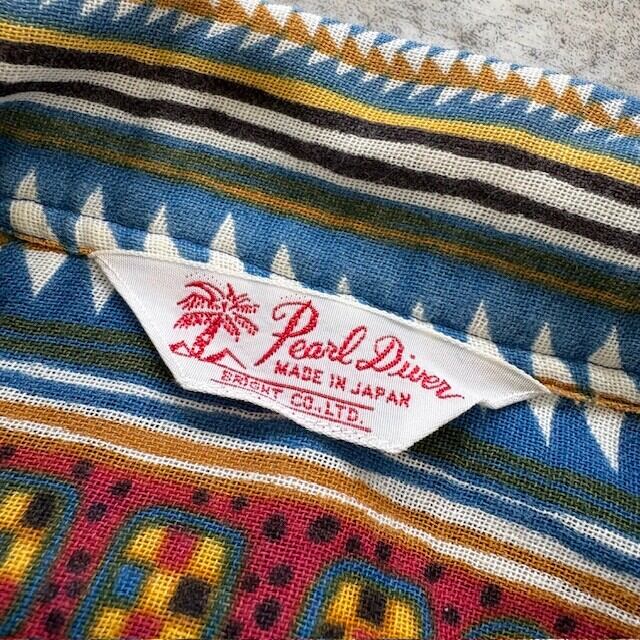 Pearl Diver
MADE IN JAPAN
BRIGHT CO.,LTD.